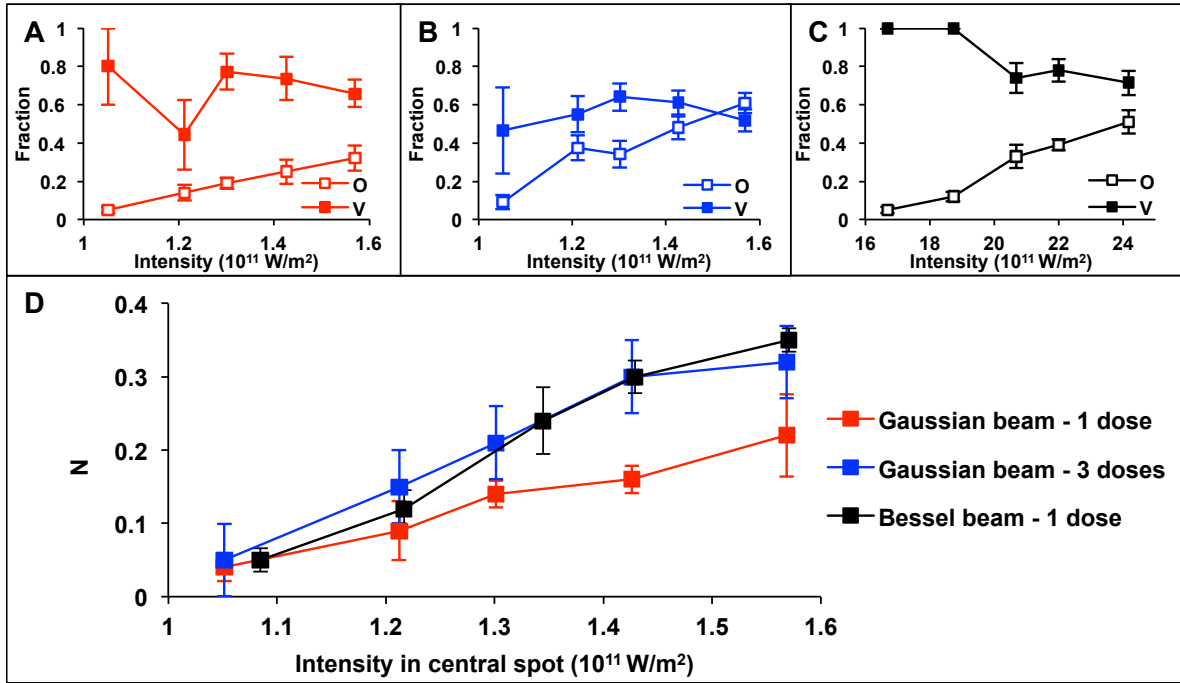 A
1
0.8
0.6
0.4
0.2
0
Fraction
O
V
1 1.2 1.4 1.6
Intensity (10¹¹ W/m²)
B
1
0.8
0.6
0.4
0.2
0
Fraction
O
V
1 1.2 1.4 1.6
Intensity (10¹¹ W/m²)
C
1
0.8
0.6
0.4
0.2
0
Fraction
O
V
16 18 20 22 24
Intensity (10¹¹ W/m²)
D
0.4
0.3
0.2
0.1
0
N
1 1.1 1.2 1.3 1.4 1.5 1.6
Intensity in central spot (10¹¹ W/m²)
Gaussian beam - 1 dose
Gaussian beam - 3 doses
Bessel beam - 1 dose